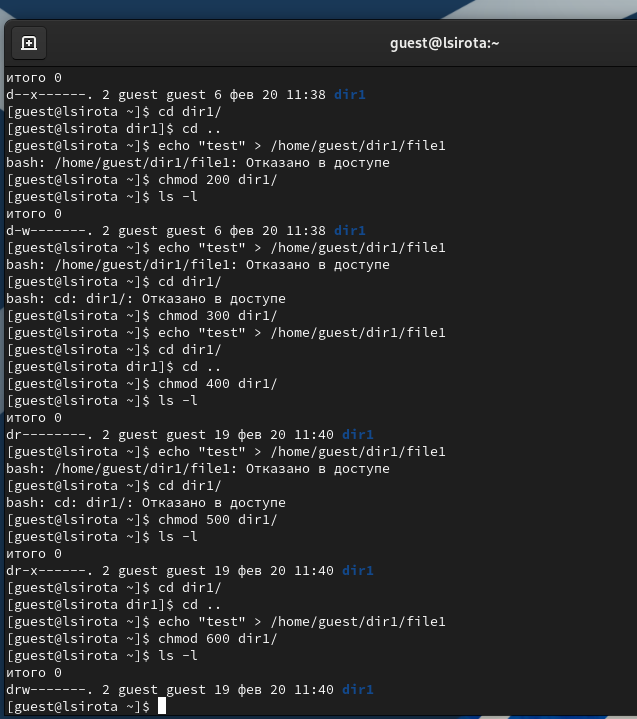 guest@lsirota:~
итого 0
d--x------. 2 guest guest 6 фев 20 11:38 dir1
[guest@lsirota ~]$ cd dir1/
[guest@lsirota dir1]$ cd ..
[guest@lsirota ~]$ echo "test" > /home/guest/dir1/file1
bash: /home/guest/dir1/file1: Отказано в доступе
[guest@lsirota ~]$ chmod 200 dir1/
[guest@lsirota ~]$ ls -l
итого 0
d-w-------. 2 guest guest 6 фев 20 11:38 dir1
[guest@lsirota ~]$ echo "test" > /home/guest/dir1/file1
bash: /home/guest/dir1/file1: Отказано в доступе
[guest@lsirota ~]$ cd dir1/
bash: cd: dir1/: Отказано в доступе
[guest@lsirota ~]$ chmod 300 dir1/
[guest@lsirota ~]$ echo "test" > /home/guest/dir1/file1
[guest@lsirota ~]$ cd dir1/
[guest@lsirota dir1]$ cd ..
[guest@lsirota ~]$ chmod 400 dir1/
[guest@lsirota ~]$ ls -l
итого 0
dr--------. 2 guest guest 19 фев 20 11:40 dir1
[guest@lsirota ~]$ echo "test" > /home/guest/dir1/file1
bash: /home/guest/dir1/file1: Отказано в доступе
[guest@lsirota ~]$ cd dir1/
bash: cd: dir1/: Отказано в доступе
[guest@lsirota ~]$ chmod 500 dir1/
[guest@lsirota ~]$ ls -l
итого 0
dr-x------. 2 guest guest 19 фев 20 11:40 dir1
[guest@lsirota ~]$ cd dir1/
[guest@lsirota dir1]$ cd ..
[guest@lsirota ~]$ echo "test" > /home/guest/dir1/file1
[guest@lsirota ~]$ chmod 600 dir1/
[guest@lsirota ~]$ ls -l
итого 0
drw-------. 2 guest guest 19 фев 20 11:40 dir1
[guest@lsirota ~]$